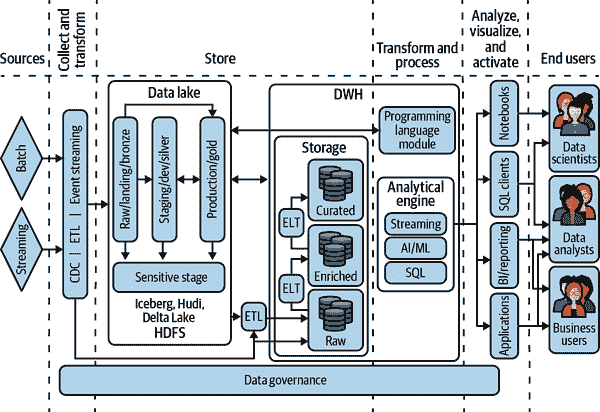 Sources
Collect and
transform
Store
Transform and
process
Analyze,
visualize,
and
activate
End users
Batch
Streaming
CDC | ETL | Event streaming
Data lake
Raw/landing/bronze
Staging/dev/silver
Production/gold
Sensitive stage
Iceberg, Hudi,
Delta Lake
HDFS
ETL
DWH
Storage
Curated
ELT
Enriched
ELT
Raw
Programming
language
module
Analytical
engine
Streaming
AI/ML
SQL
Notebooks
SQL clients
BI/reporting
Applications
Data
scientists
Data
analysts
Business
users
Data governance